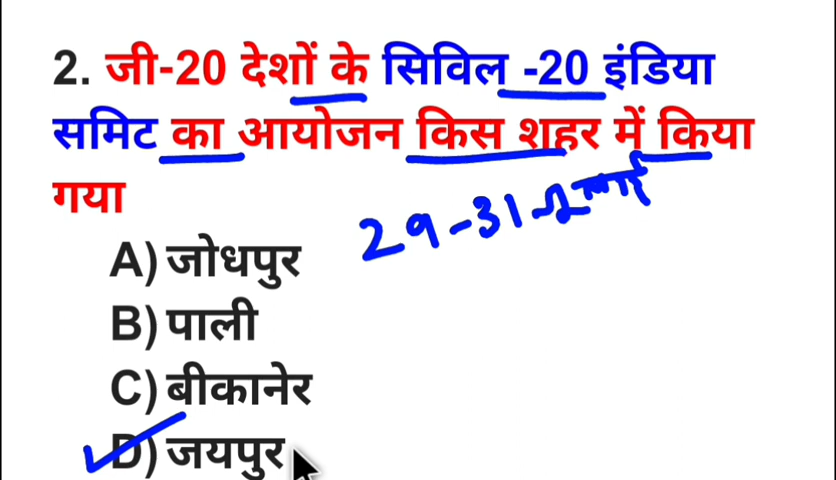 2. जी-20 देशों के सिविल -20 इंडिया
समिट का आयोजन किस शहर में किया
गया
29-31 जुलाई
A) जोधपुर
B) पाली
C) बीकानेर
D) जयपुर